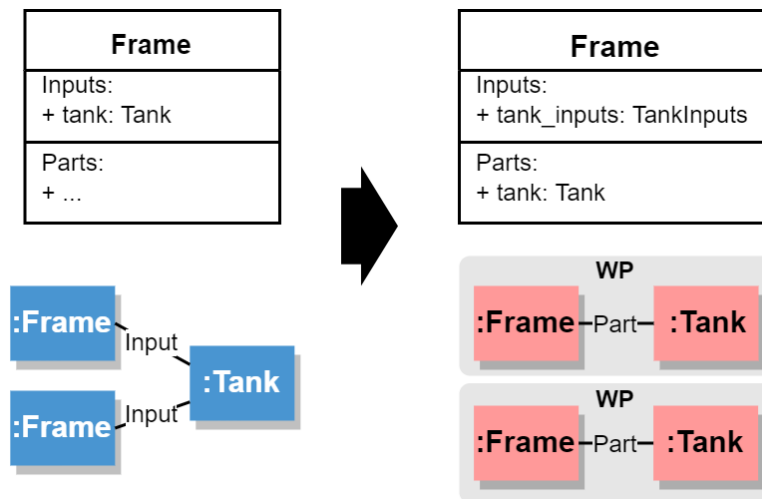 Frame
Inputs:
+ tank: Tank
Parts:
+ ...
:Frame
Input
:Tank
Input
:Frame
Frame
Inputs:
+ tank_inputs: TankInputs
Parts:
+ tank: Tank
WP
:Frame Part :Tank
WP
:Frame Part :Tank